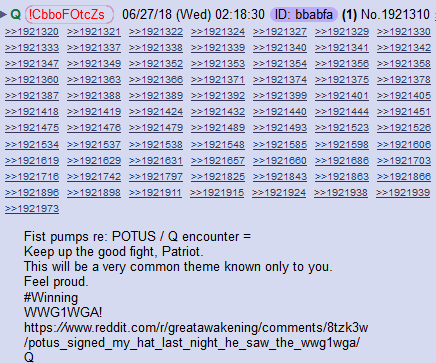 Q !CbboFOtcZs 06/27/18 (Wed) 02:18:30 ID: bbabfa (1) No.1921310
>>1921320 >>1921321 >>1921322 >>1921324 >>1921327 >>1921329 >>1921330
>>1921333 >>1921337 >>1921338 >>1921339 >>1921340 >>1921341 >>1921342
>>1921348 >>1921349 >>1921352 >>1921353 >>1921354 >>1921356 >>1921358
>>1921360 >>1921363 >>1921366 >>1921371 >>1921374 >>1921375 >>1921378
>>1921387 >>1921388 >>1921389 >>1921392 >>1921399 >>1921401 >>1921405
>>1921418 >>1921419 >>1921424 >>1921432 >>1921440 >>1921444 >>1921451
>>1921475 >>1921476 >>1921479 >>1921489 >>1921493 >>1921523 >>1921526
>>1921534 >>1921537 >>1921538 >>1921548 >>1921585 >>1921598 >>1921606
>>1921619 >>1921629 >>1921631 >>1921657 >>1921660 >>1921686 >>1921703
>>1921716 >>1921742 >>1921797 >>1921825 >>1921843 >>1921863 >>1921866
>>1921896 >>1921898 >>1921911 >>1921915 >>1921924 >>1921938 >>1921939
>>1921973
Fist pumps re: POTUS / Q encounter =
Keep up the good fight, Patriot.
This will be a very common theme known only to you.
Feel proud.
#Winning
WWG1WGA!
https://www.reddit.com/r/greatawakening/comments/8tzk3w
/potus_signed_my_hat_last_night_he_saw_the_wwg1wga/
Q